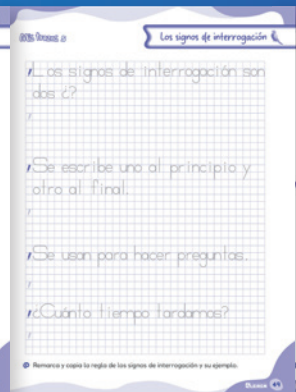 Los signos de interrogación
Los signos de interrogación son
dos ¿?
Se escribe uno al principio y
otro al final.
Se usan para hacer preguntas.
¿Cuánto tiempo tardamos?
Remarca y copia la regla de los signos de interrogación y su ejemplo.